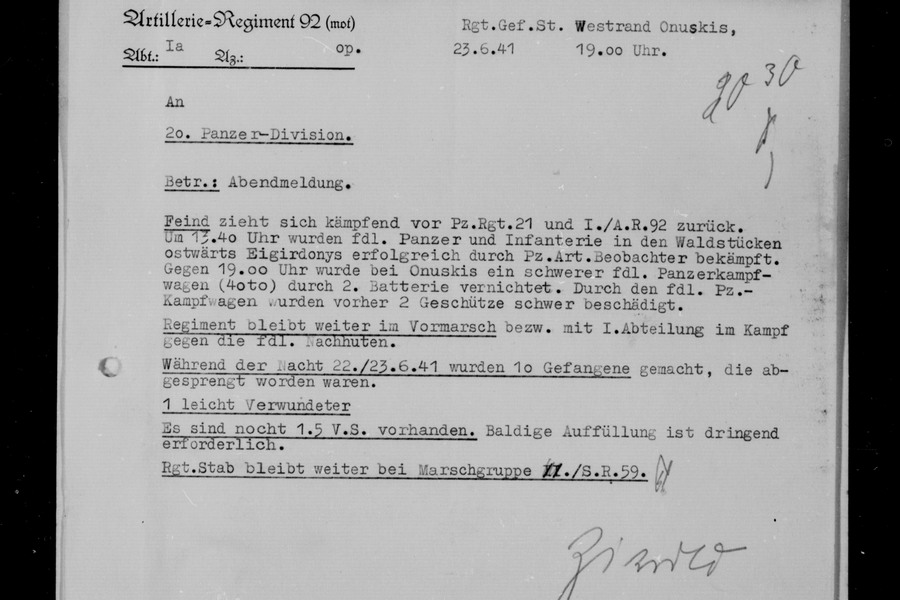 Artillerie-Regiment 92 (mot)
Abt.: Ia Az.: op.
Rgt.Gef.St. Westrand Onuskis,
23.6.41 19.oo Uhr.
20 30
An
2o. Panzer-Division.
Betr.: Abendmeldung.
Feind zieht sich kämpfend vor Pz.Rgt.21 und I./A.R.92 zurück.
Um 13.4o Uhr wurden fdl. Panzer und Infanterie in den Waldstücken
ostwärts Eigirdonys erfolgreich durch Pz.Art.Beobachter bekämpft.
Gegen 19.oo Uhr wurde bei Onuskis ein schwerer fdl. Panzerkampf-
wagen (4oto) durch 2. Batterie vernichtet. Durch den fdl. Pz.-
Kampfwagen wurden vorher 2 Geschütze schwer beschädigt.
Regiment bleibt weiter im Vormarsch bezw. mit I.Abteilung im Kampf
gegen die fdl. Nachhuten.
Während der Nacht 22./23.6.41 wurden 1o Gefangene gemacht, die ab-
gesprengt worden waren.
1 leicht Verwundeter
Es sind nocht 1.5 V.S. vorhanden. Baldige Auffüllung ist dringend
erforderlich.
Rgt.Stab bleibt weiter bei Marschgruppe II./S.R.59.